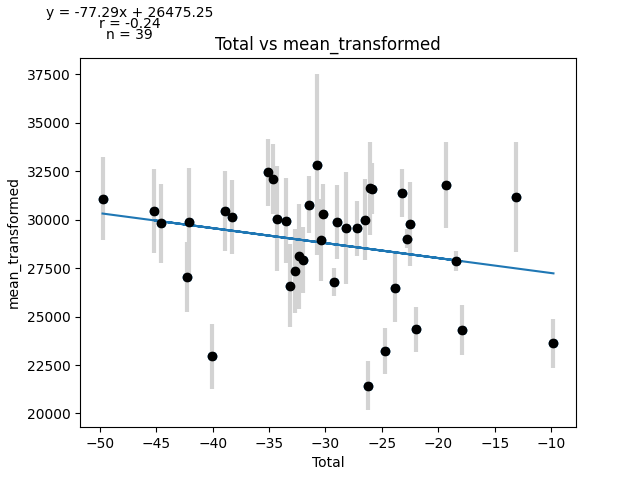 y = -77.29x + 26475.25
r = -0.24
n = 39
Total vs mean_transformed
37500
35000
32500
30000
27500
25000
22500
20000
mean_transformed
−50
−45
−40
−35
−30
−25
−20
−15
−10
Total